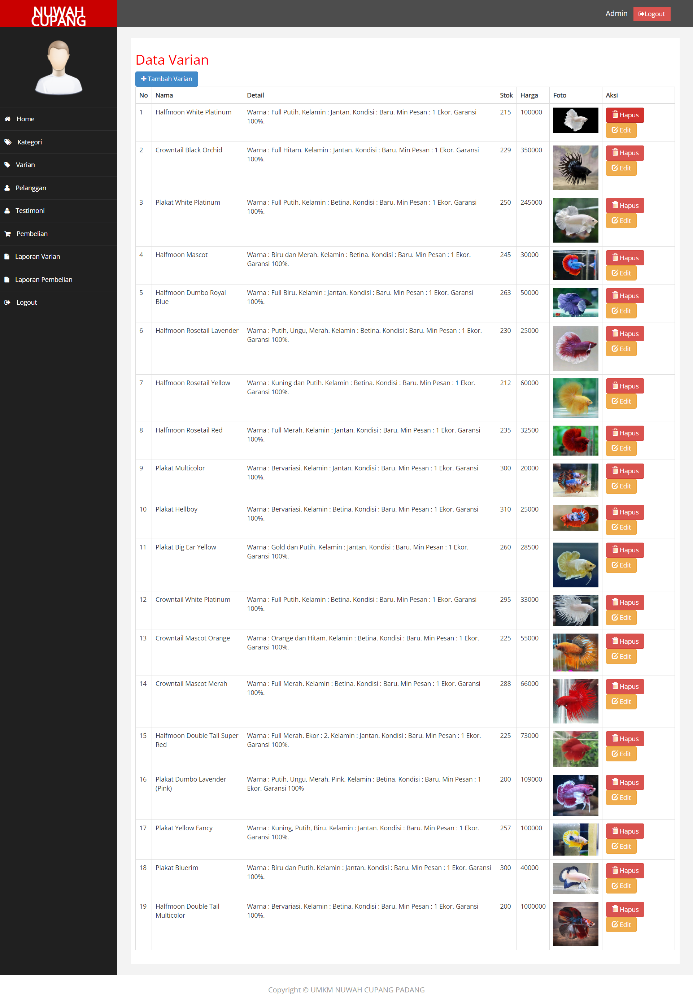 NUWAH
CUPANG
Admin
Logout
Home
Kategori
Varian
Pelanggan
Testimoni
Pembelian
Laporan Varian
Laporan Pembelian
Logout
Data Varian
Tambah Varian
No Nama Detail Stok Harga Foto Aksi
1 Halfmoon White Platinum Warna : Full Putih. Kelamin : Jantan. Kondisi : Baru. Min Pesan : 1 Ekor. Garansi 215 100000 Hapus
100%.
Edit
2 Crowntail Black Orchid Warna : Full Hitam. Kelamin : Jantan. Kondisi : Baru. Min Pesan : 1 Ekor. Garansi 229 350000 Hapus
100%.
Edit
3 Plakat White Platinum Warna : Full Putih. Kelamin : Betina. Kondisi : Baru. Min Pesan : 1 Ekor. Garansi 250 245000 Hapus
100%.
Edit
4 Halfmoon Mascot Warna : Biru dan Merah. Kelamin : Betina. Kondisi : Baru. Min Pesan : 1 Ekor. 245 30000 Hapus
Garansi 100%.
Edit
5 Halfmoon Dumbo Royal Warna : Full Biru. Kelamin : Jantan. Kondisi : Baru. Min Pesan : 1 Ekor. Garansi 263 50000 Hapus
Blue 100%.
Edit
6 Halfmoon Rosetail Lavender Warna : Putih, Ungu, Merah. Kelamin : Betina. Kondisi : Baru. Min Pesan : 1 Ekor. 230 25000 Hapus
Garansi 100%.
Edit
7 Halfmoon Rosetail Yellow Warna : Kuning dan Putih. Kelamin : Betina. Kondisi : Baru. Min Pesan : 1 Ekor. 212 60000 Hapus
Garansi 100%.
Edit
8 Halfmoon Rosetail Red Warna : Full Merah. Kelamin : Jantan. Kondisi : Baru. Min Pesan : 1 Ekor. Garansi 235 32500 Hapus
100%.
Edit
9 Plakat Multicolor Warna : Bervariasi. Kelamin : Jantan. Kondisi : Baru. Min Pesan : 1 Ekor. Garansi 300 20000 Hapus
100%.
Edit
10 Plakat Hellboy Warna : Bervariasi. Kelamin : Betina. Kondisi : Baru. Min Pesan : 1 Ekor. Garansi 310 25000 Hapus
100%.
Edit
11 Plakat Big Ear Yellow Warna : Gold dan Putih. Kelamin : Jantan. Kondisi : Baru. Min Pesan : 1 Ekor. 260 28500 Hapus
Garansi 100%.
Edit
12 Crowntail White Platinum Warna : Full Putih. Kelamin : Betina. Kondisi : Baru. Min Pesan : 1 Ekor. Garansi 295 33000 Hapus
100%.
Edit
13 Crowntail Mascot Orange Warna : Orange dan Hitam. Kelamin : Betina. Kondisi : Baru. Min Pesan : 1 Ekor. 225 55000 Hapus
Garansi 100%.
Edit
14 Crowntail Mascot Merah Warna : Full Merah. Kelamin : Betina. Kondisi : Baru. Min Pesan : 1 Ekor. Garansi 288 66000 Hapus
100%.
Edit
15 Halfmoon Double Tail Super Warna : Full Merah. Ekor : 2. Kelamin : Jantan. Kondisi : Baru. Min Pesan : 1 Ekor. 225 73000 Hapus
Red Garansi 100%.
Edit
16 Plakat Dumbo Lavender Warna : Putih, Ungu, Merah, Pink. Kelamin : Betina. Kondisi : Baru. Min Pesan : 1 200 109000 Hapus
(Pink) Ekor. Garansi 100%
Edit
17 Plakat Yellow Fancy Warna : Kuning, Putih, Biru. Kelamin : Jantan. Kondisi : Baru. Min Pesan : 1 Ekor. 257 100000 Hapus
Garansi 100%.
Edit
18 Plakat Bluerim Warna : Biru dan Putih. Kelamin : Jantan. Kondisi : Baru. Min Pesan : 1 Ekor. Garansi 300 40000 Hapus
100%.
Edit
19 Halfmoon Double Tail Warna : Bervariasi. Kelamin : Betina. Kondisi : Baru. Min Pesan : 1 Ekor. Garansi 200 1000000 Hapus
Multicolor 100%.
Edit
Copyright © UMKM NUWAH CUPANG PADANG